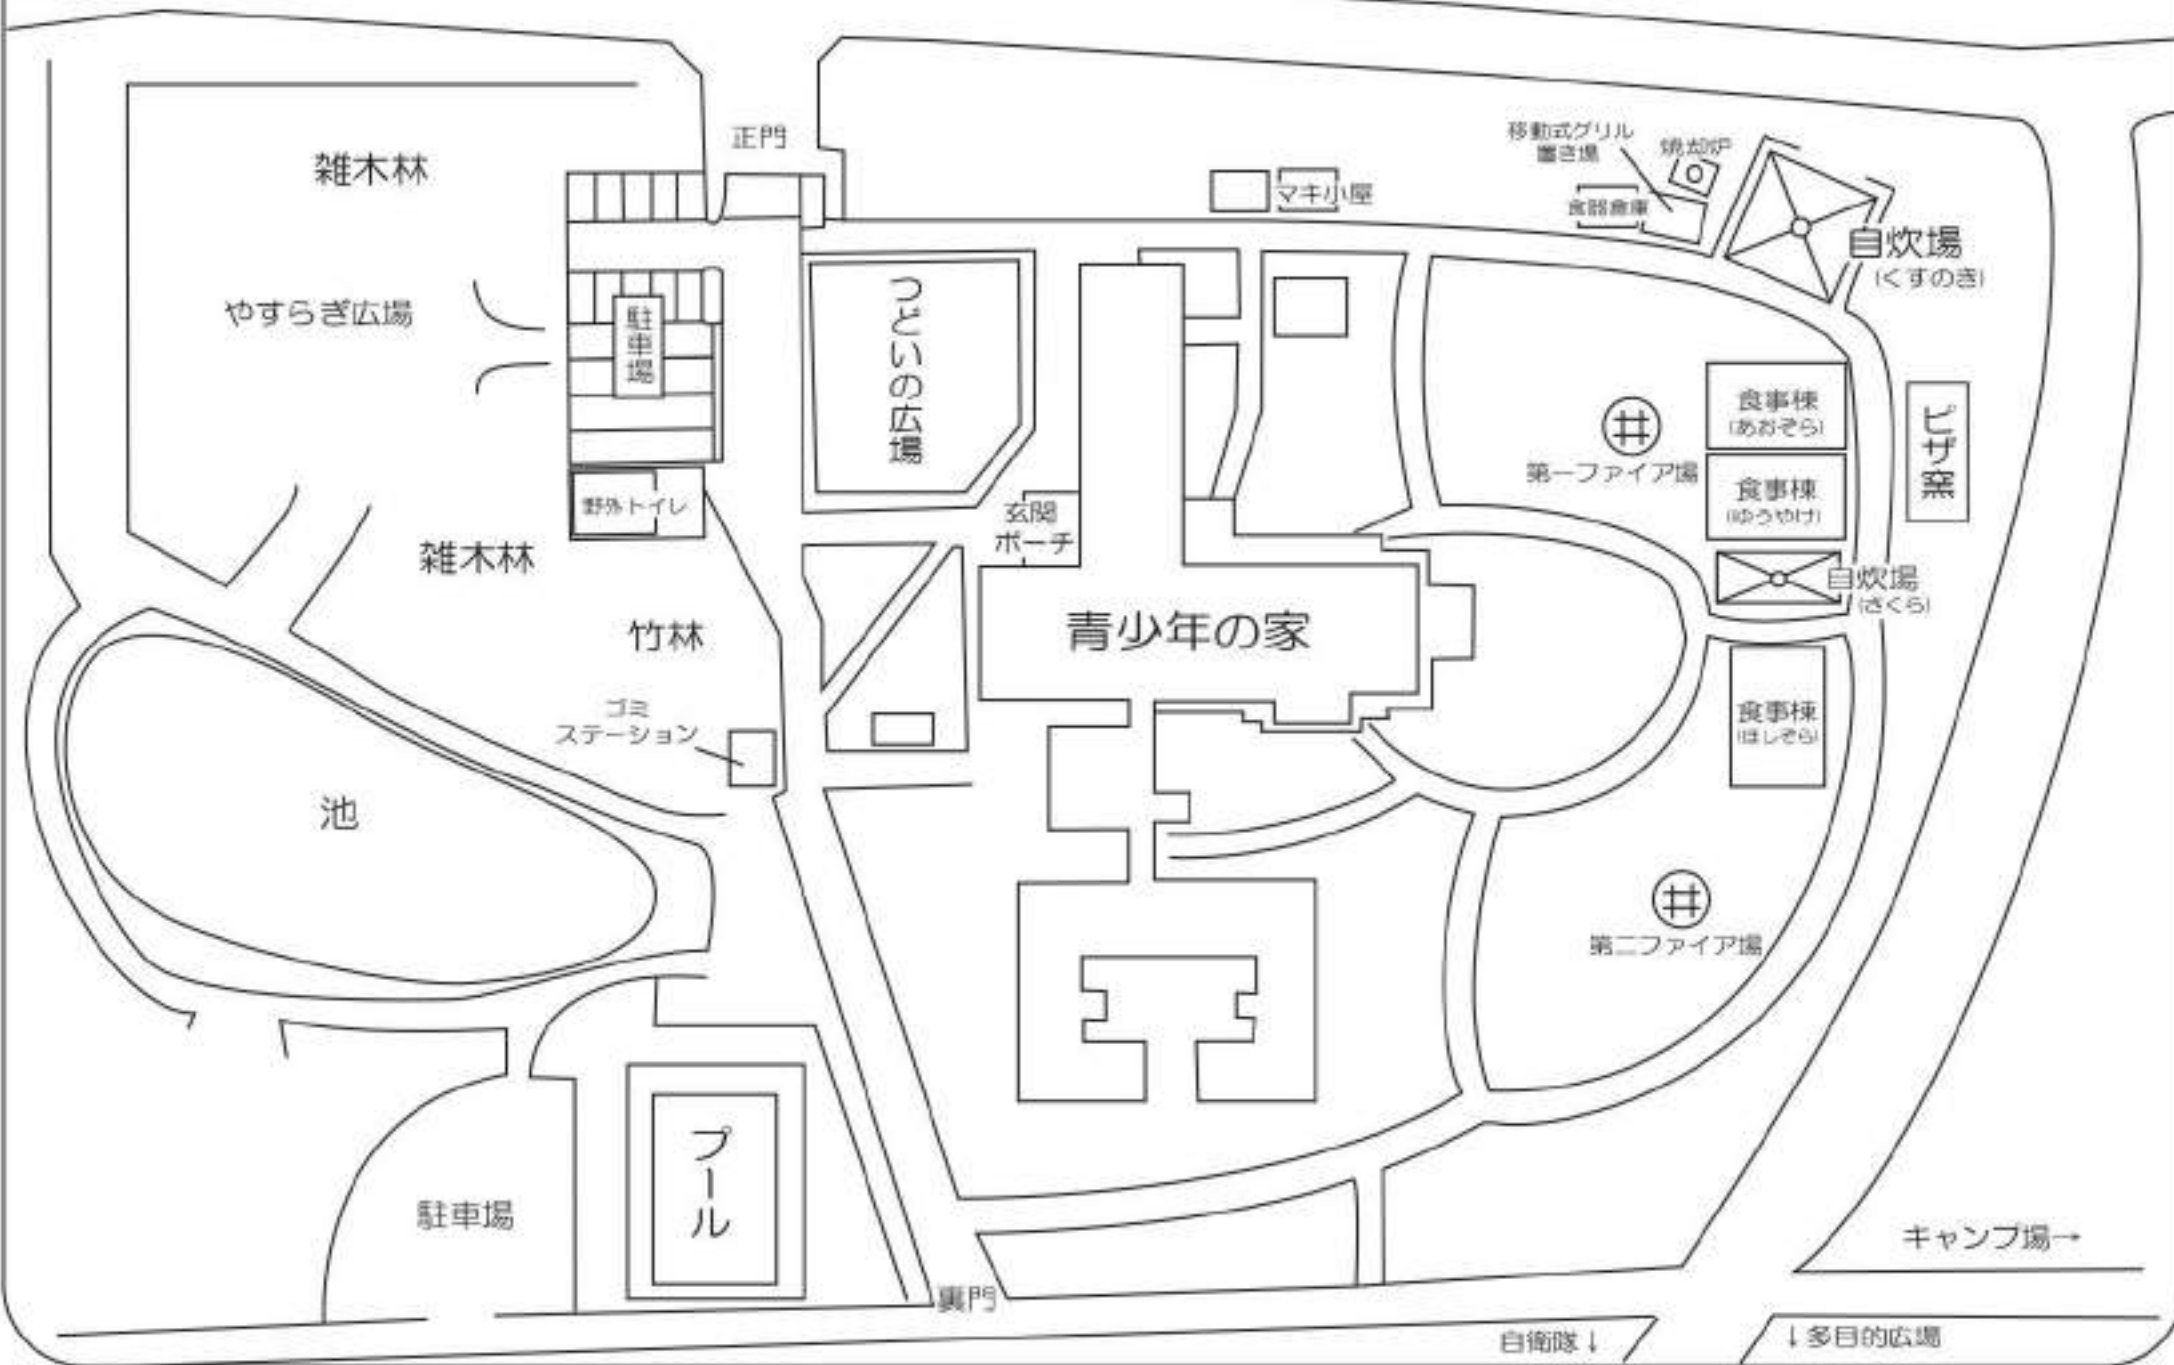 正門
雑木林
移動式グリル
置き場
焼却炉
マキ小屋
食器倉庫
自炊場
(くすのき)
やすらぎ広場
駐車場
つどいの広場
食事棟
(あおぞら)
ピザ窯
第一ファイア場
食事棟
(ゆうやけ)
野外トイレ
玄関
ポーチ
雑木林
自炊場
(さくら)
竹林
青少年の家
ゴミ
ステーション
食事棟
(ほしぞら)
池
第二ファイア場
プール
駐車場
キャンプ場→
裏門
自衛隊↓
↓多目的広場